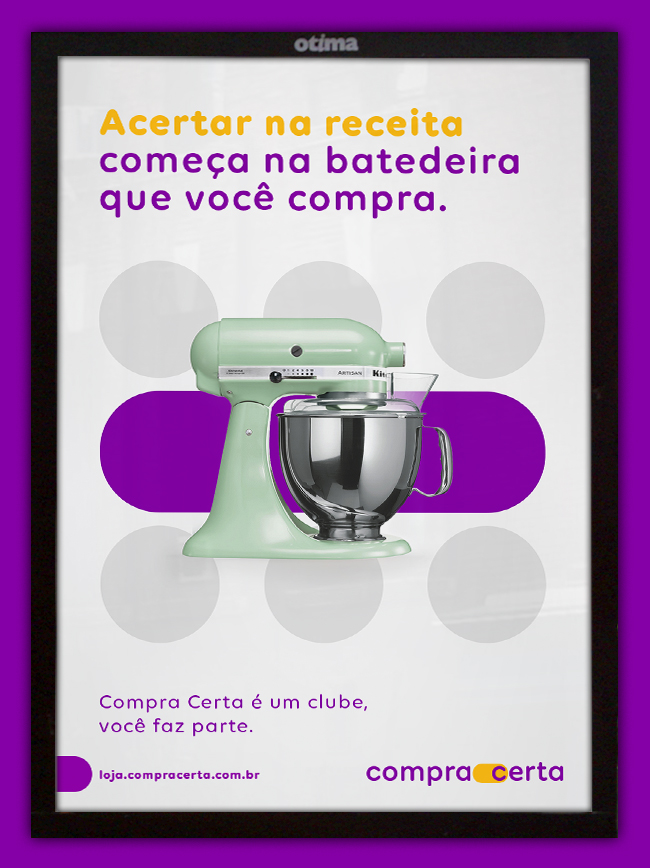 otima
Acertar na receita
começa na batedeira
que você compra.
ARTISAN
Compra Certa é um clube,
você faz parte.
loja.compracerta.com.br
compra certa